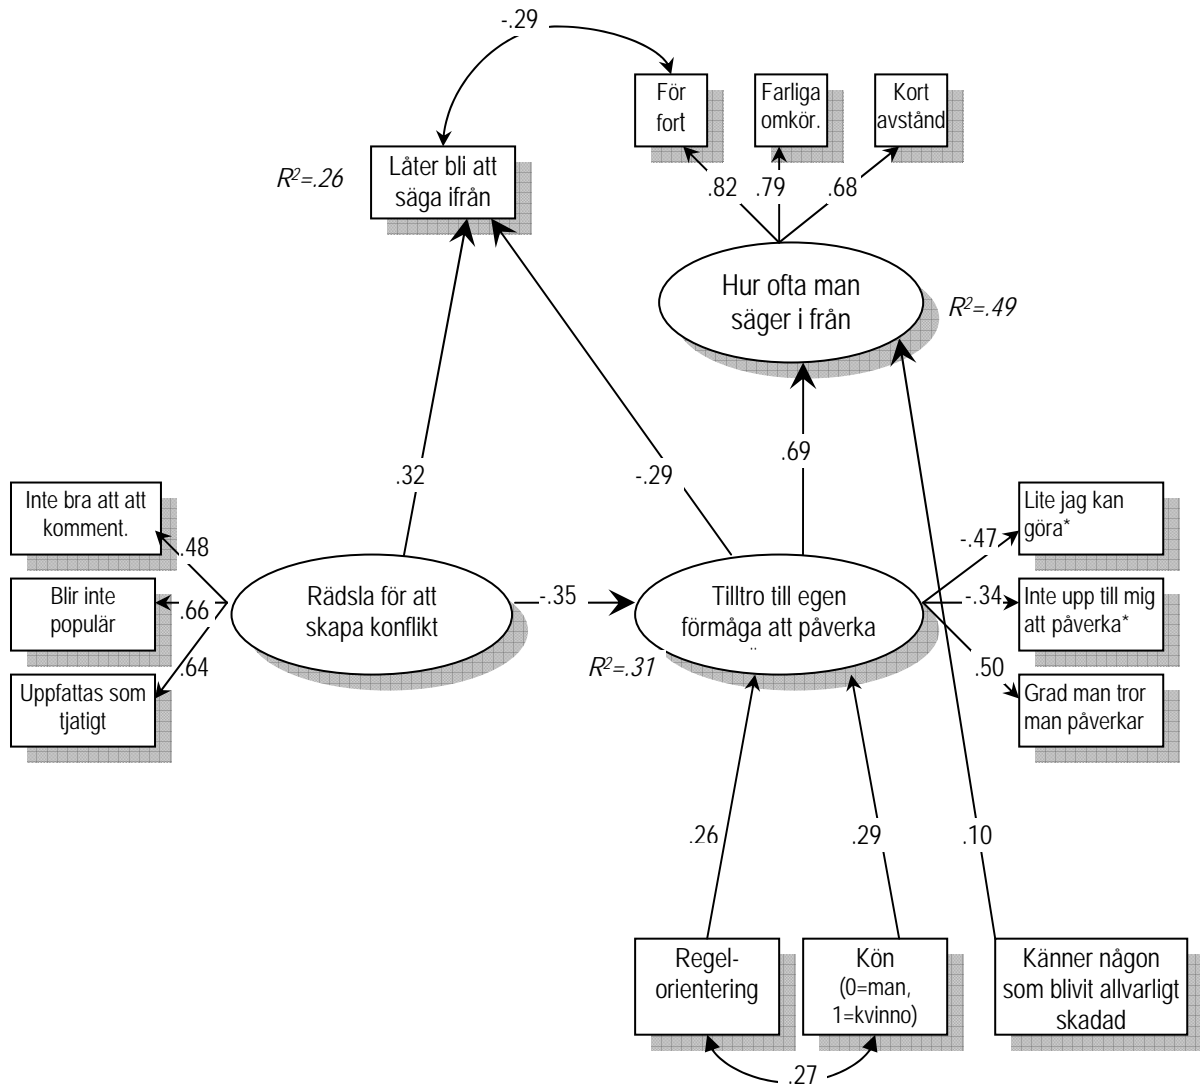 -.29
För
fort
Farliga
omkör.
Kort
avstånd
R²=.26
Låter bli att
säga ifrån
.82
.79
.68
Hur ofta man
säger i från
R²=.49
.32
-.29
.69
Inte bra att att
komment.
.48
Blir inte
populär
.66
Uppfattas som
tjatigt
.64
Rädsla för att
skapa konflikt
-.35
Tilltro till egen
förmåga att påverka
R²=.31
-.47
Lite jag kan
göra*
-.34
Inte upp till mig
att påverka*
.50
Grad man tror
man påverkar
.26
.29
.10
Regel-
orientering
Kön
(0=man,
1=kvinno)
Känner någon
som blivit allvarligt
skadad
.27